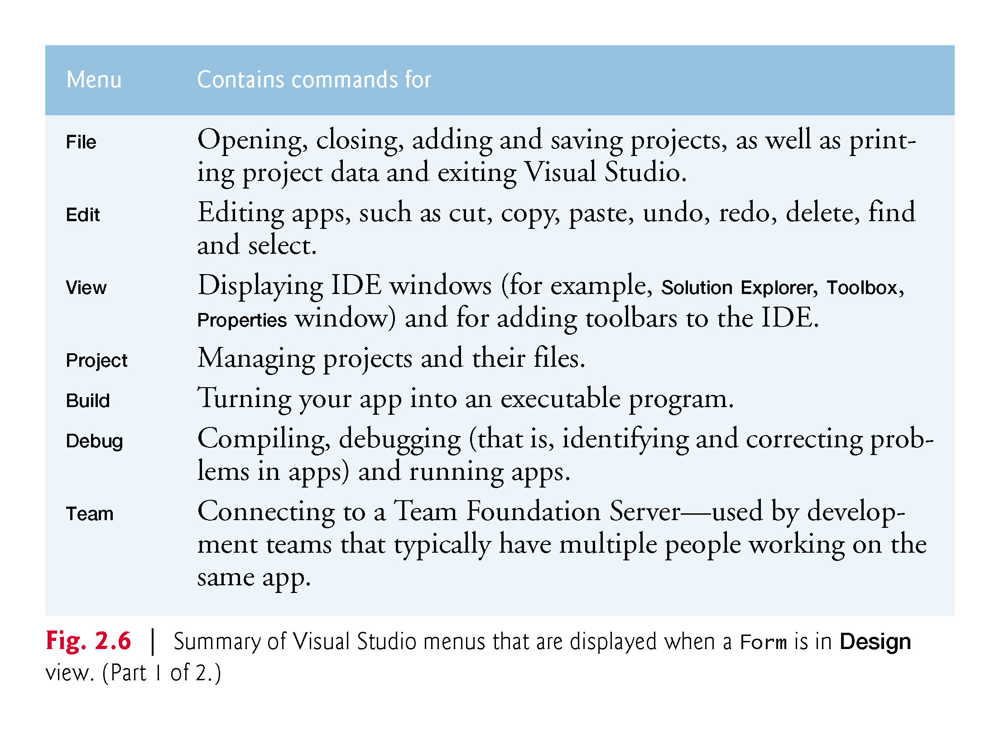 Menu Contains commands for
File Opening, closing, adding and saving projects, as well as print-
ing project data and exiting Visual Studio.
Edit Editing apps, such as cut, copy, paste, undo, redo, delete, find
and select.
View Displaying IDE windows (for example, Solution Explorer, Toolbox,
Properties window) and for adding toolbars to the IDE.
Project Managing projects and their files.
Build Turning your app into an executable program.
Debug Compiling, debugging (that is, identifying and correcting prob-
lems in apps) and running apps.
Team Connecting to a Team Foundation Server—used by develop-
ment teams that typically have multiple people working on the
same app.
Fig. 2.6 | Summary of Visual Studio menus that are displayed when a Form is in Design
view. (Part 1 of 2.)